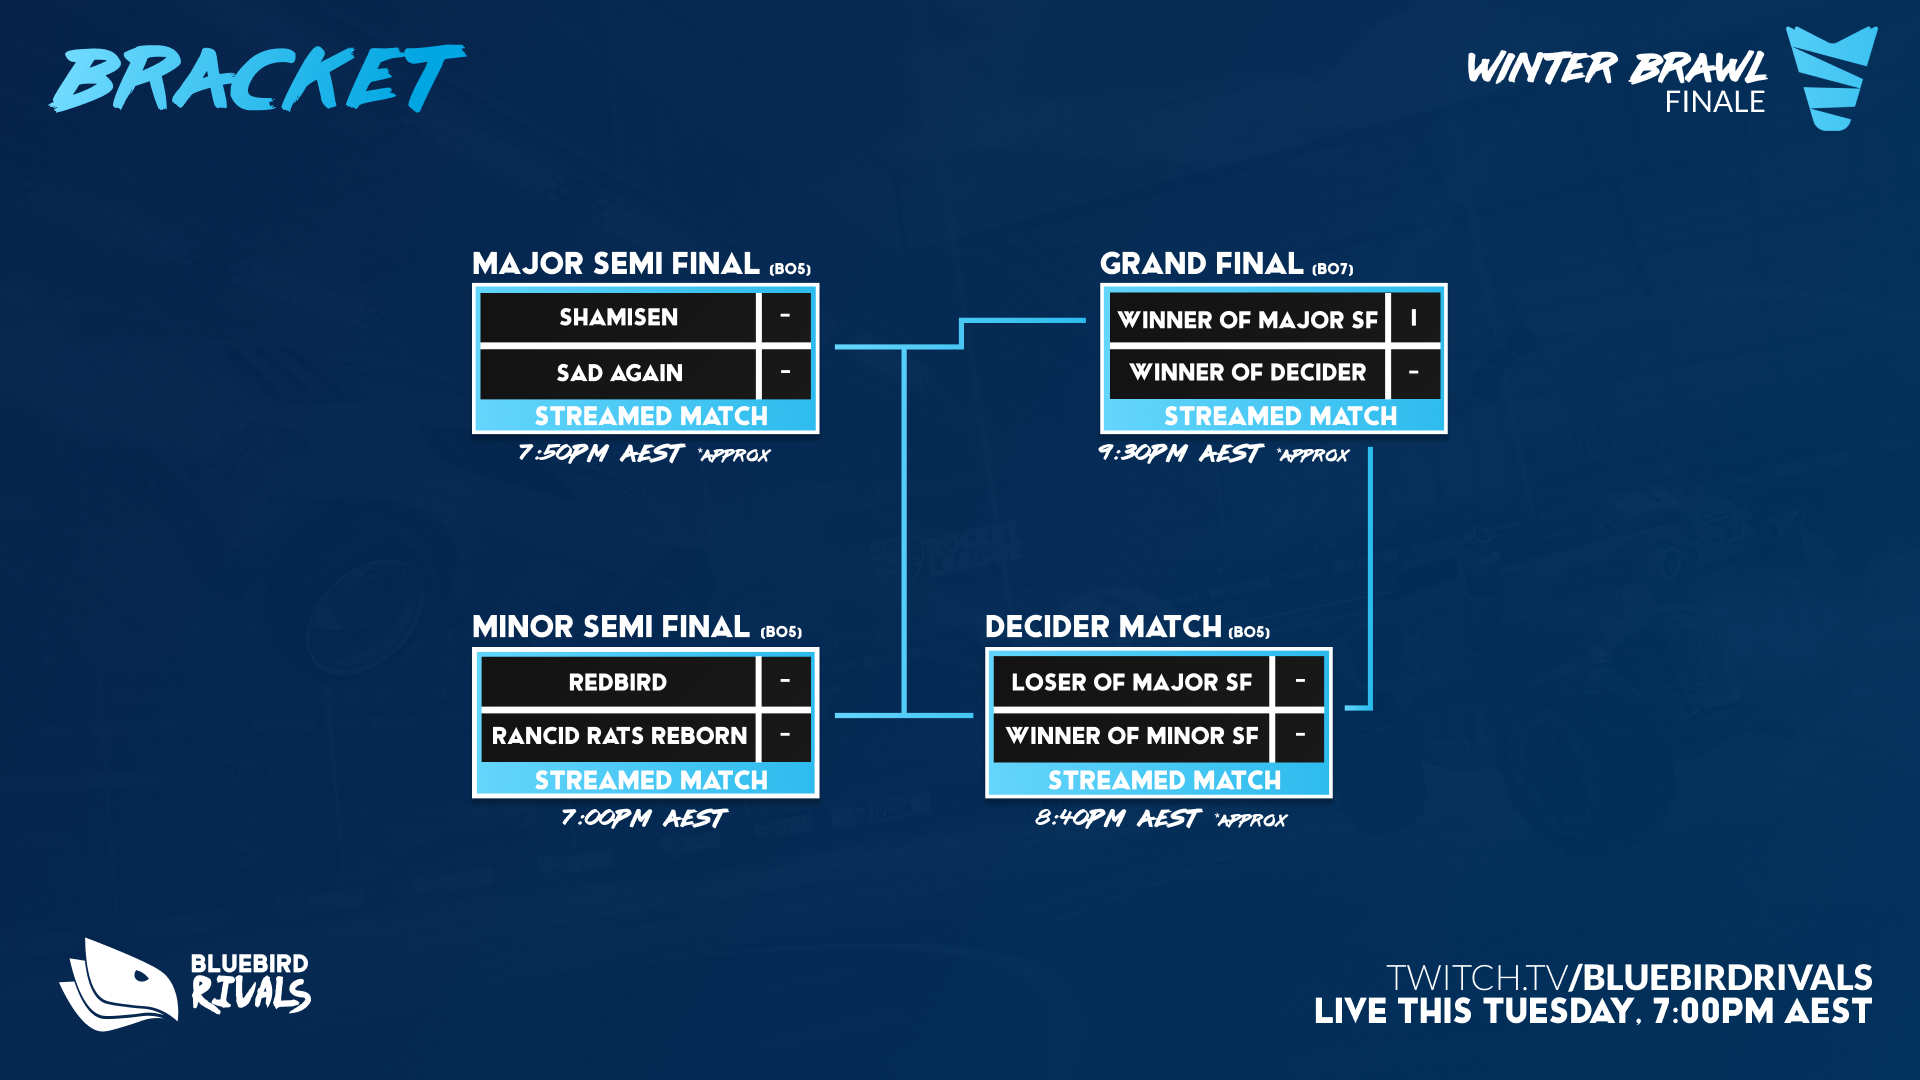 BRACKET
WINTER BRAWL
FINALE
MAJOR SEMI FINAL (BO5)
SHAMISEN -
SAD AGAIN -
STREAMED MATCH
7:50PM AEST *APPROX
GRAND FINAL (BO7)
WINNER OF MAJOR SF 1
WINNER OF DECIDER -
STREAMED MATCH
9:30PM AEST *APPROX
ROCKET
LEAGUE
MINOR SEMI FINAL (BO5)
REDBIRD -
RANCID RATS REBORN -
STREAMED MATCH
7:00PM AEST
DECIDER MATCH (BO5)
LOSER OF MAJOR SF -
WINNER OF MINOR SF -
STREAMED MATCH
8:40PM AEST *APPROX
BLUEBIRD
RIVALS
TWITCH.TV/BLUEBIRDRIVALS
LIVE THIS TUESDAY, 7:00PM AEST